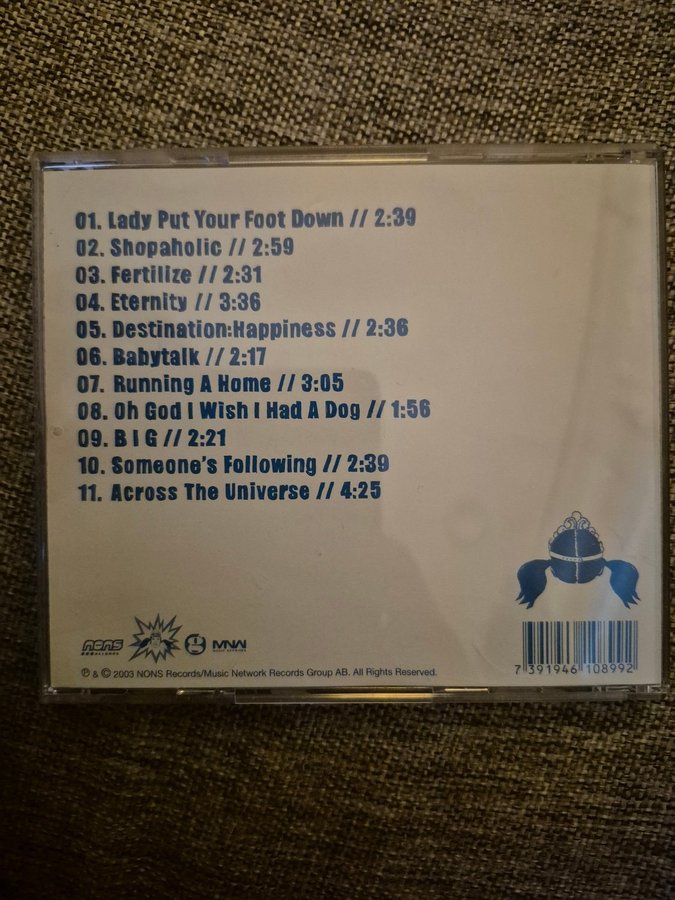 01. Lady Put Your Foot Down // 2:39
02. Shopaholic // 2:59
03. Fertilize // 2:31
04. Eternity // 3:36
05. Destination:Happiness // 2:36
06. Babytalk // 2:17
07. Running A Home // 3:05
08. Oh God I Wish I Had A Dog // 1:56
09. B I G // 2:21
10. Someone's Following // 2:39
11. Across The Universe // 4:25
nons MNW
℗ & © 2003 NONS Records/Music Network Records Group AB. All Rights Reserved.
7 391946 108992